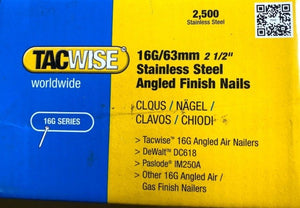 2,500
Stainless Steel
TACWISE
worldwide
16G SERIES
16G/63mm 2 1/2"
Stainless Steel
Angled Finish Nails
CLOUS / NÄGEL /
CLAVOS / CHIODI
> Tacwise™ 16G Angled Air Nailers
> DeWalt™ DC618
> Paslode® IM250A
> Other 16G Angled Air /
Gas Finish Nailers